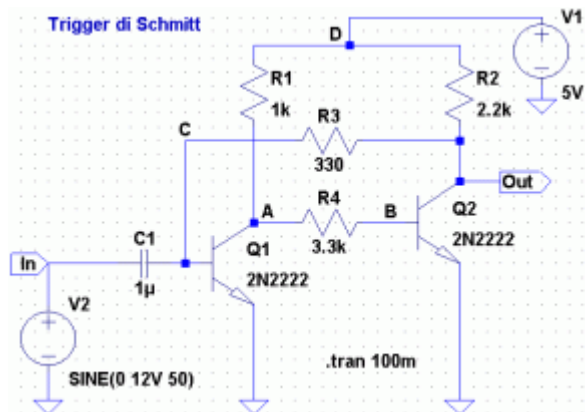 Trigger di Schmitt
D
V1
R1
1k
R2
2.2k
5V
C
R3
330
A
R4
3.3k
B
Out
Q2
2N2222
In
C1
1µ
Q1
2N2222
V2
SINE(0 12V 50)
.tran 100m